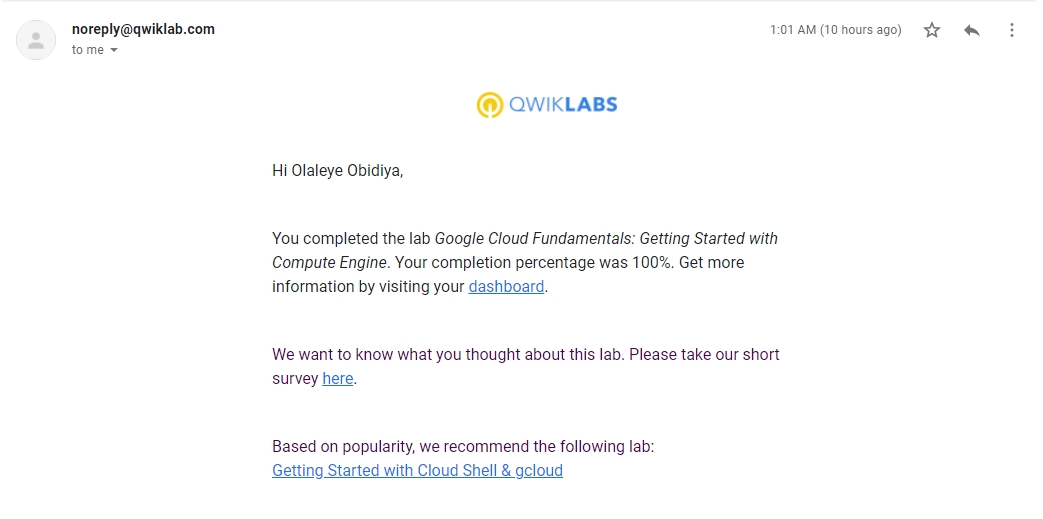 noreply@qwiklab.com
1:01 AM (10 hours ago)
to me
QWIKLABS
Hi Olaleye Obidiya,
You completed the lab Google Cloud Fundamentals: Getting Started with
Compute Engine. Your completion percentage was 100%. Get more
information by visiting your dashboard.
We want to know what you thought about this lab. Please take our short
survey here.
Based on popularity, we recommend the following lab:
Getting Started with Cloud Shell & gcloud